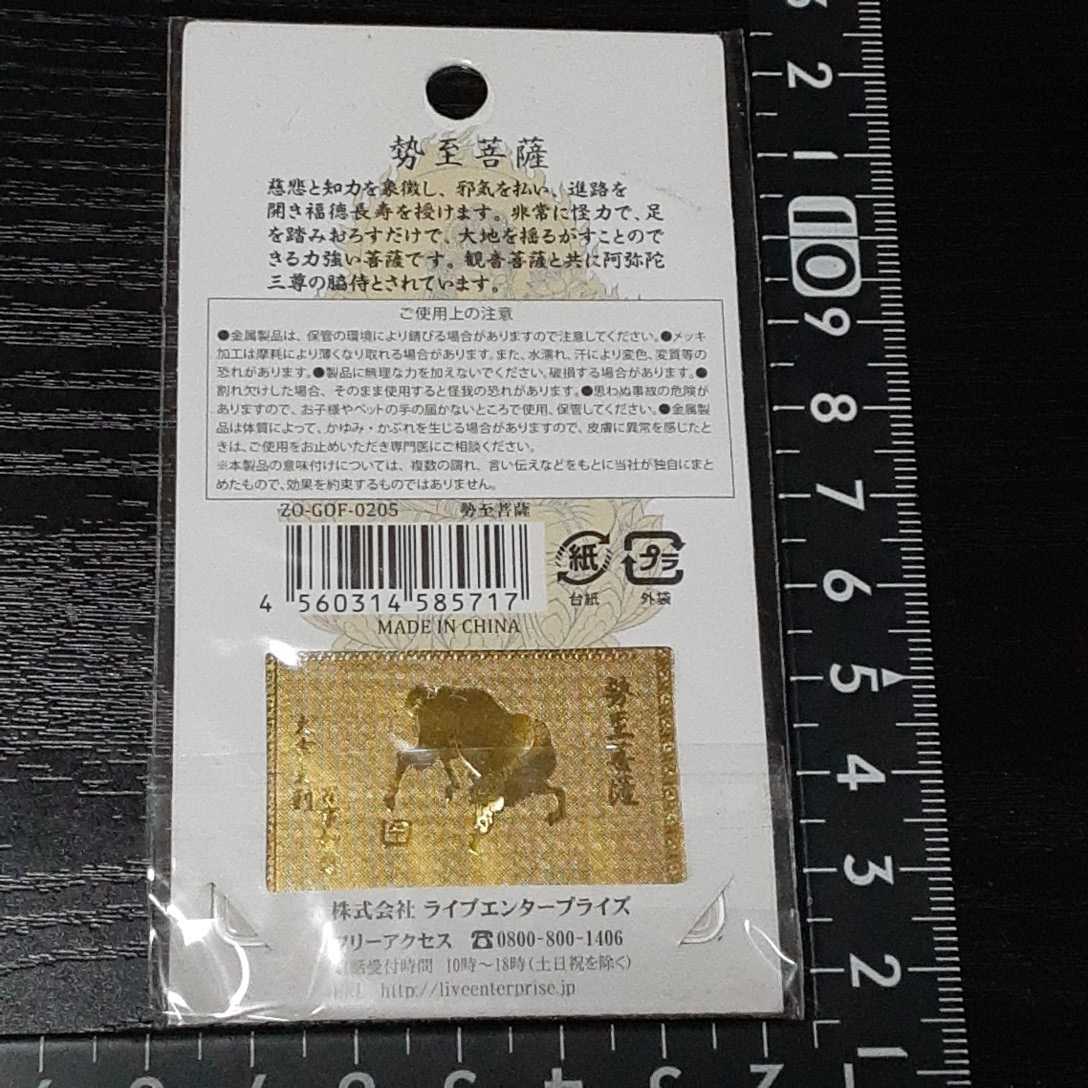 勢至菩薩
慈悲と知力を象徴し、邪気を払い、進路を
開き福徳長寿を授けます。非常に怪力で、足
を踏みおろすだけで、大地を揺るがすことので
きる力強い菩薩です。観音菩薩と共に阿弥陀
三尊の脇侍とされています。
ご使用上の注意
●金属製品は、保管の環境により錆びる場合がありますので注意してください。●メッキ
加工は摩耗により薄くなり取れる場合があります。また、水濡れ、汗により変色、変質等の
恐れがあります。●製品に無理な力を加えないでください。破損する場合があります。●
割れ欠けした場合、そのまま使用すると怪我の恐れがあります。●思わぬ事故の危険が
ありますので、お子様やペットの手の届かないところで使用、保管してください。●金属製
品は体質によって、かゆみ・かぶれを生じる場合がありますので、皮膚に異常を感じたと
きは、ご使用をお止めいただき専門医にご相談ください。
※本製品の意味付けについては、複数の謂れ、言い伝えなどをもとに当社が独自にまと
めたもので、効果を約束するものではありません。
ZO-GOF-0205 勢至菩薩
4 560314 585717
紙 プラ
台紙 外袋
MADE IN CHINA
勢至菩薩
株式会社 ライブエンタープライズ
フリーアクセス ☎0800-800-1406
電話受付時間 10時～18時(土日祝を除く)
URL http://liveenterprise.jp
2
1
10
9
8
7
6
5
4
3
2
1